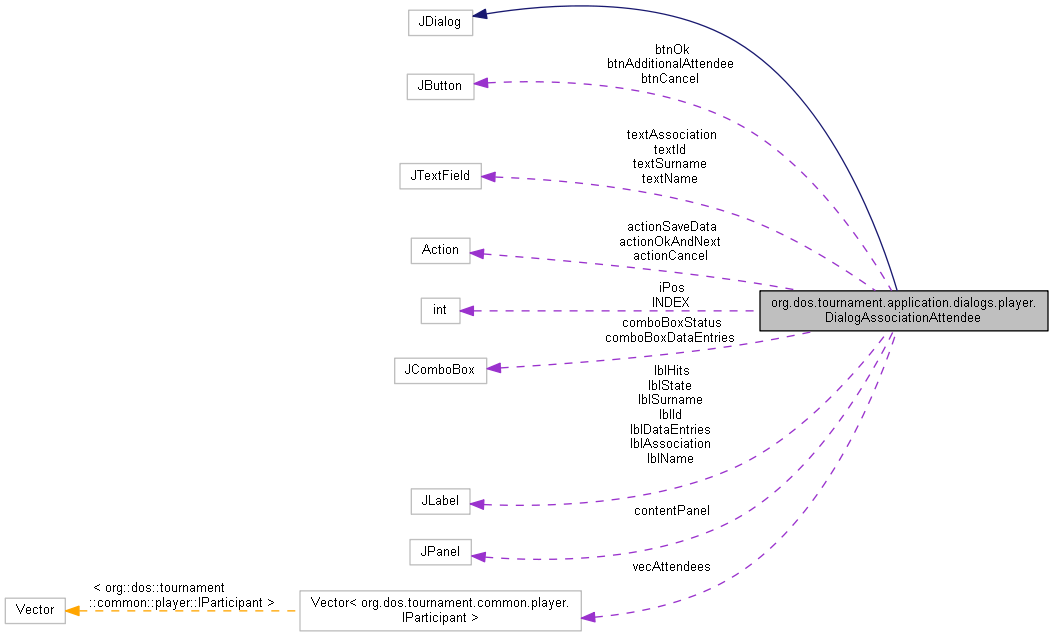 JDialog
btnOk
btnAdditionalAttendee
btnCancel
JButton
textAssociation
textId
textSurname
textName
JTextField
actionSaveData
actionOkAndNext
actionCancel
Action
iPos
INDEX
int
org.dos.tournament.application.dialogs.player.
DialogAssociationAttendee
comboBoxStatus
comboBoxDataEntries
JComboBox
lblHits
lblState
lblSurname
lblId
lblDataEntries
lblAssociation
lblName
JLabel
contentPanel
JPanel
vecAttendees
< org::dos::tournament
::common::player::IParticipant >
Vector
Vector< org.dos.tournament.common.player.
IParticipant >